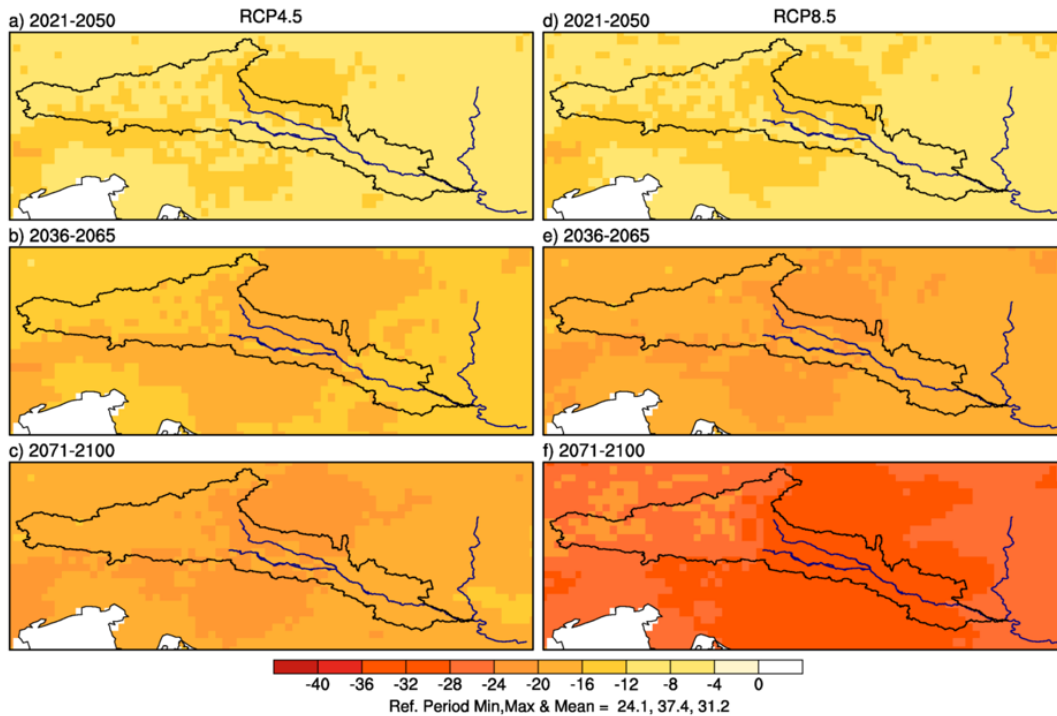 RCP4.5 RCP8.5
a) 2021-2050 d) 2021-2050
b) 2036-2065 e) 2036-2065
c) 2071-2100 f) 2071-2100
-40 -36 -32 -28 -24 -20 -16 -12 -8 -4 0
Ref. Period Min,Max & Mean = 24.1, 37.4, 31.2